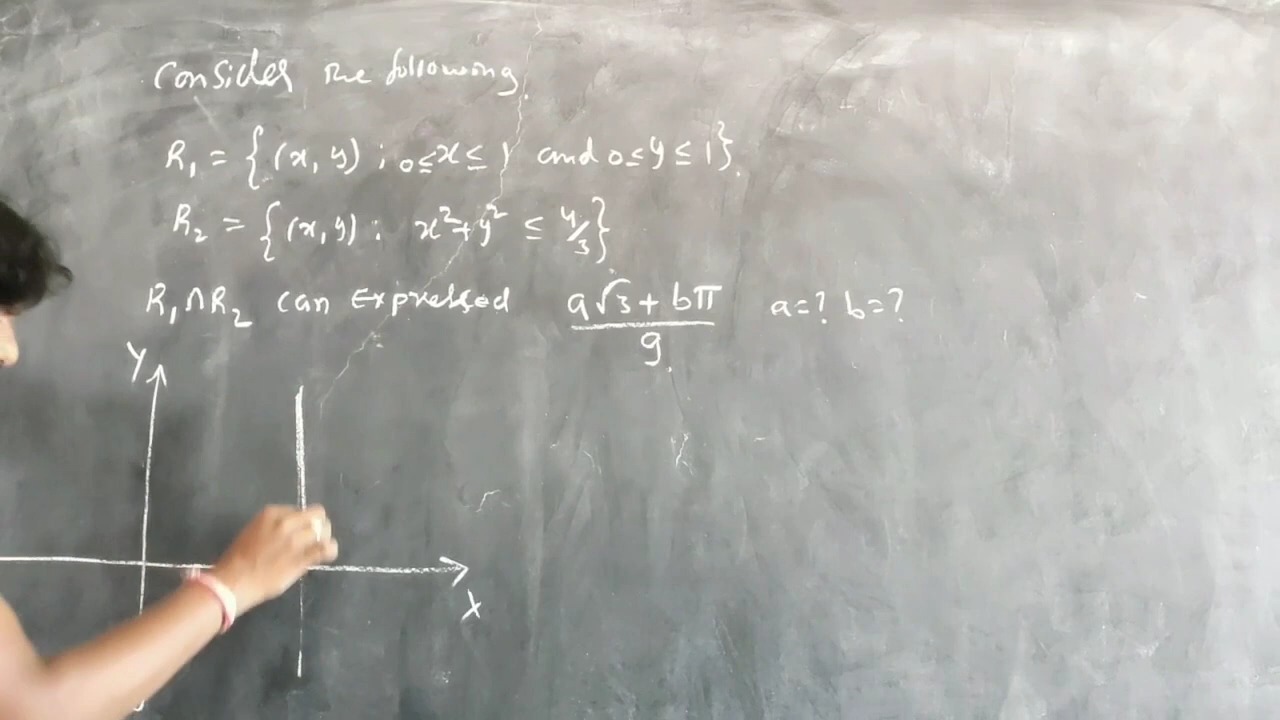 Consider the following.
R₁ = {(x, y) : 0≤x≤1 and 0≤y≤1}.
R₂ = {(x, y) : x²+y² ≤ 4/3}
R₁∩R₂ can Expressed (a√3 + bπ)/9. a=? b=?
Y
X